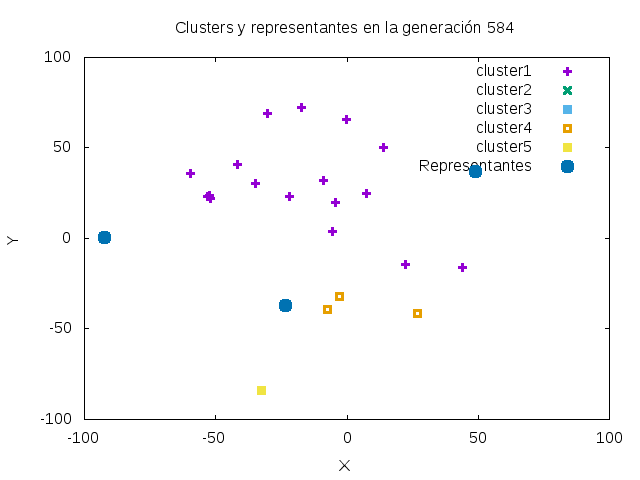 Clusters y representantes en la generación 584
100
50
0
-50
-100
-100
-50
0
50
100
Y
X
cluster1
cluster2
cluster3
cluster4
cluster5
Representantes